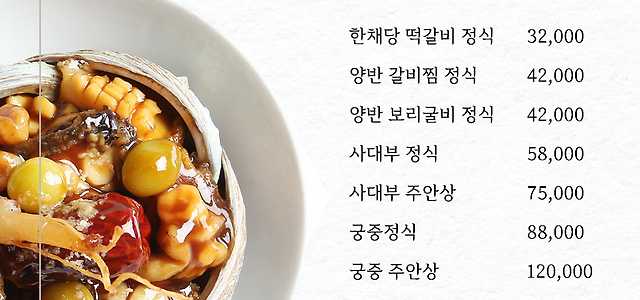 한채당 떡갈비 정식 32,000
양반 갈비찜 정식 42,000
양반 보리굴비 정식 42,000
사대부 정식 58,000
사대부 주안상 75,000
궁중정식 88,000
궁중 주안상 120,000